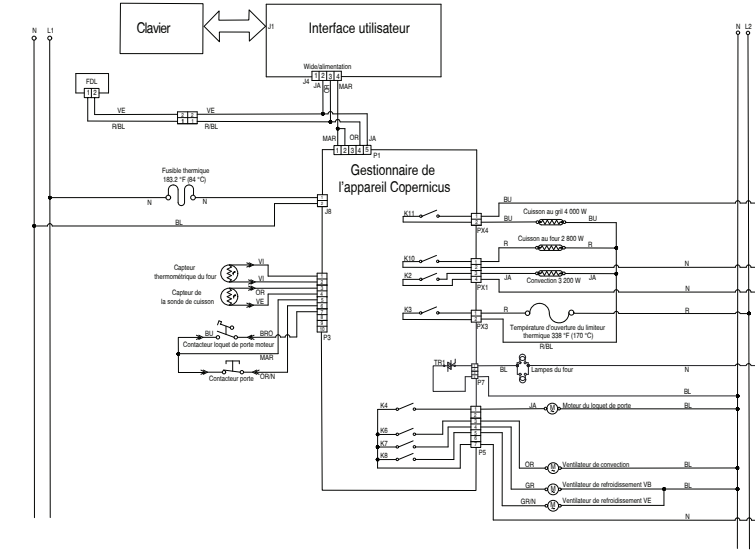 Clavier
J1
Interface utilisateur
N L1
N L2
Wide/alimentation
1 2 3 4
J4
JA
OR
MAR
FDL
1 2
VE
VE
R/BL
R/BL
MAR
OR
JA
1 2 3 4 5
P1
Gestionnaire de
l'appareil Copernicus
Fusible thermique
183.2 °F (84 °C)
N
N
J8
BL
K11
BU
Cuisson au gril 4 000 W
BU
BU
PX4
Cuisson au four 2 800 W
K10
R
R
N
K2
JA
Convection 3 200 W
JA
PX1
N
Capteur
thermométrique du four
VI
VI
Capteur de
la sonde de cuisson
OR
VE
K3
R
R
PX3
Température d'ouverture du limiteur
thermique 338 °F (170 °C)
R/BL
P3
BU
BRO
Contacteur loquet de porte moteur
MAR
Contacteur porte
OR/N
TR1
BL
Lampes du four
N
P7
BL
K4
JA
M
Moteur du loquet de porte
BL
K6
K7
K8
P5
OR
M
Ventilateur de convection
BL
GR
M
Ventilateur de refroidissement VB
BL
GR/N
M
Ventilateur de refroidissement VE
N